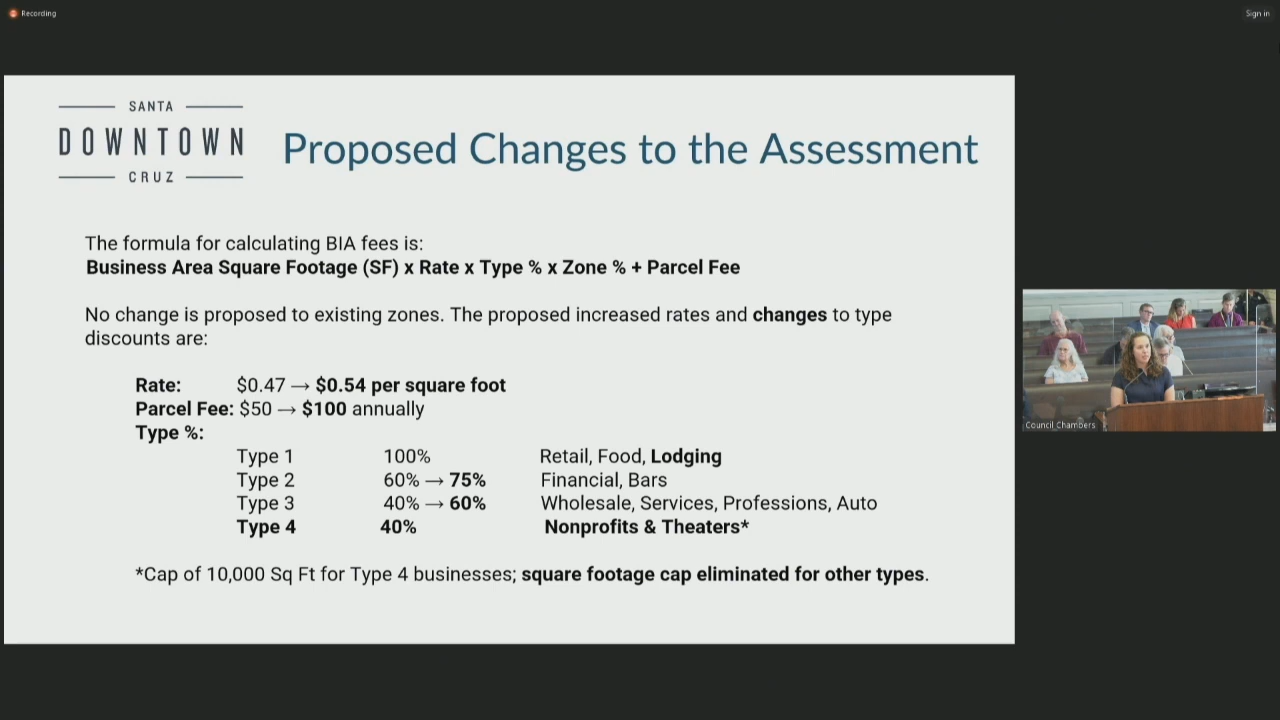 Recording
Sign in
SANTA
DOWNTOWN
CRUZ
Proposed Changes to the Assessment
The formula for calculating BIA fees is:
Business Area Square Footage (SF) x Rate x Type % x Zone % + Parcel Fee
No change is proposed to existing zones. The proposed increased rates and changes to type
discounts are:
Rate: $0.47 → $0.54 per square foot
Parcel Fee: $50 → $100 annually
Type %:
Type 1 100% Retail, Food, Lodging
Type 2 60% → 75% Financial, Bars
Type 3 40% → 60% Wholesale, Services, Professions, Auto
Type 4 40% Nonprofits & Theaters*
*Cap of 10,000 Sq Ft for Type 4 businesses; square footage cap eliminated for other types.
Council Chambers